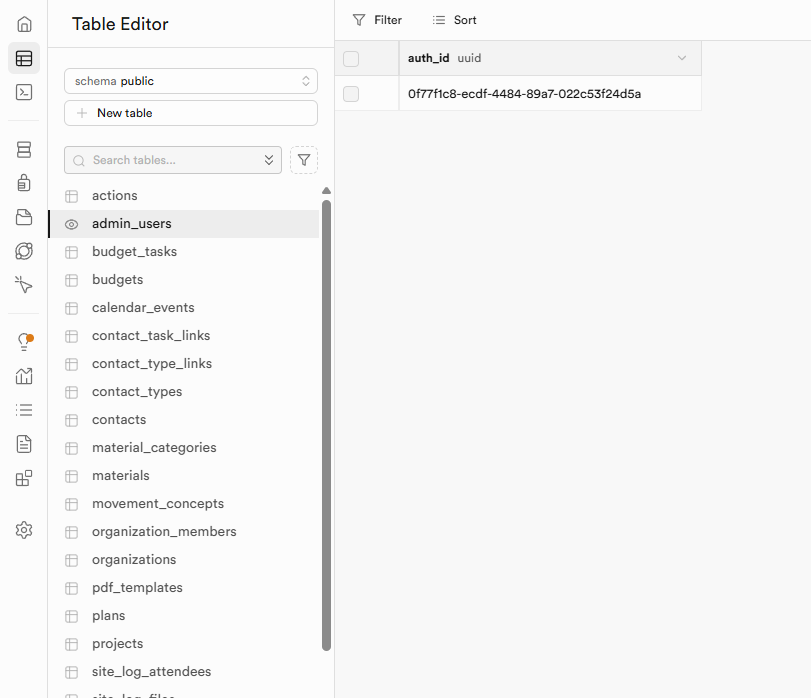 Table Editor
schema public
New table
Search tables...
actions
admin_users
budget_tasks
budgets
calendar_events
contact_task_links
contact_type_links
contact_types
contacts
material_categories
materials
movement_concepts
organization_members
organizations
pdf_templates
plans
projects
site_log_attendees
site_log_files
Filter
Sort
auth_id uuid
0f77f1c8-ecdf-4484-89a7-022c53f24d5a